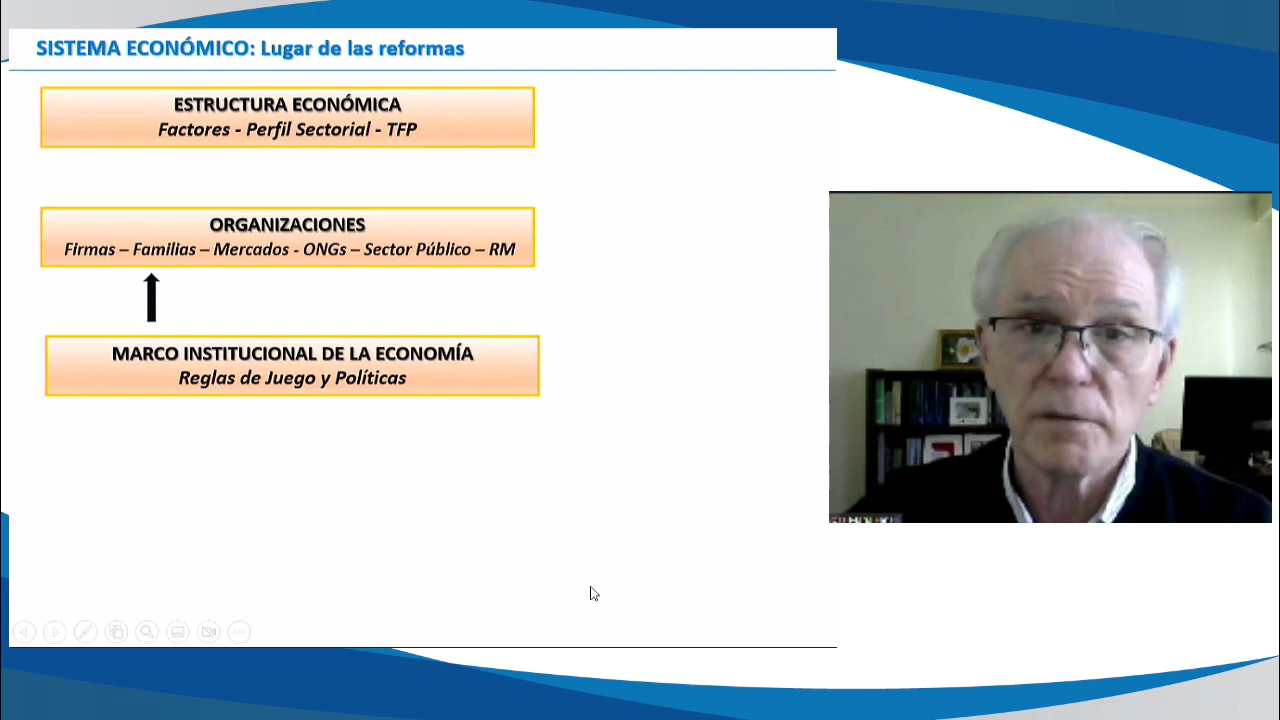 SISTEMA ECONÓMICO: Lugar de las reformas
ESTRUCTURA ECONÓMICA
Factores - Perfil Sectorial - TFP
ORGANIZACIONES
Firmas – Familias – Mercados - ONGs – Sector Público – RM
MARCO INSTITUCIONAL DE LA ECONOMÍA
Reglas de Juego y Políticas